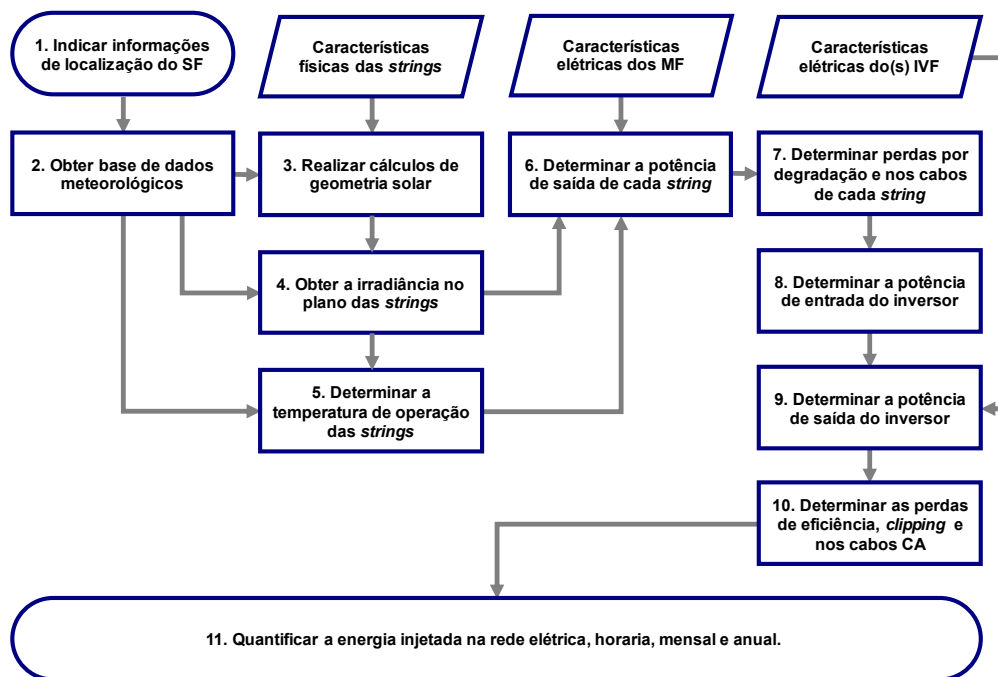 1. Indicar informações
de localização do SF
Características
físicas das strings
Características
elétricas dos MF
Características
elétricas do(s) IVF
2. Obter base de dados
meteorológicos
3. Realizar cálculos de
geometria solar
6. Determinar a potência
de saída de cada string
7. Determinar perdas por
degradação e nos cabos
de cada string
4. Obter a irradiância no
plano das strings
8. Determinar a potência
de entrada do inversor
5. Determinar a
temperatura de operação
das strings
9. Determinar a potência
de saída do inversor
10. Determinar as perdas
de eficiência, clipping e
nos cabos CA
11. Quantificar a energia injetada na rede elétrica, horaria, mensal e anual.